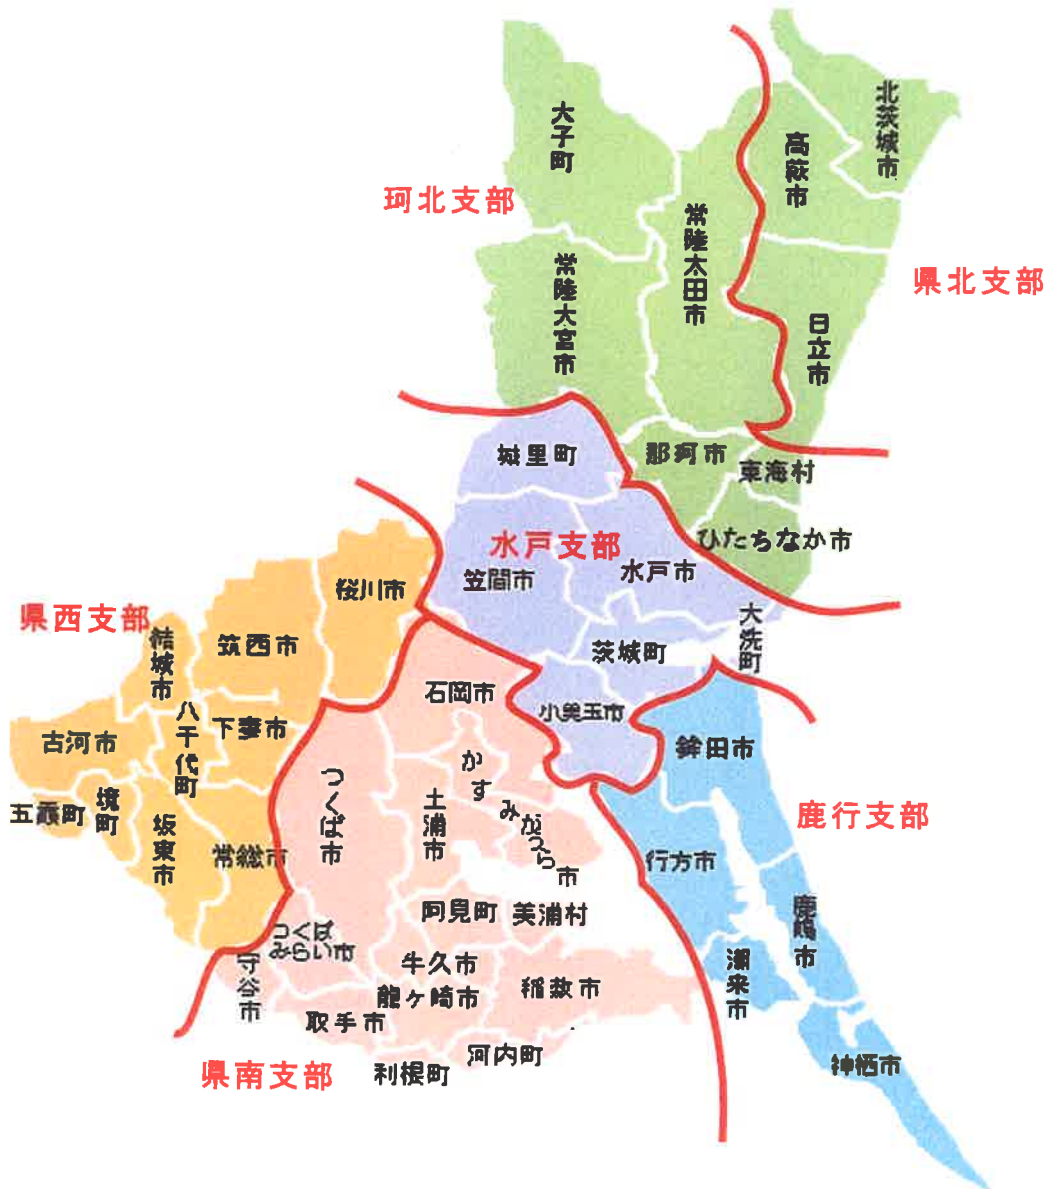 北茨城市
大子町
高萩市
珂北支部
常陸太田市
常陸大宮市
県北支部
日立市
城里町
那珂市
東海村
水戸支部
ひたちなか市
笠間市
水戸市
桜川市
県西支部
大洗町
結城市
筑西市
茨城町
石岡市
小美玉市
八千代町
下妻市
古河市
鉾田市
かすみがうら市
つくば市
土浦市
五霞町
境町
坂東市
鹿行支部
常総市
行方市
阿見町
美浦村
鹿嶋市
つくば
みらい市
守谷市
牛久市
潮来市
龍ヶ崎市
稲敷市
取手市
河内町
神栖市
県南支部
利根町